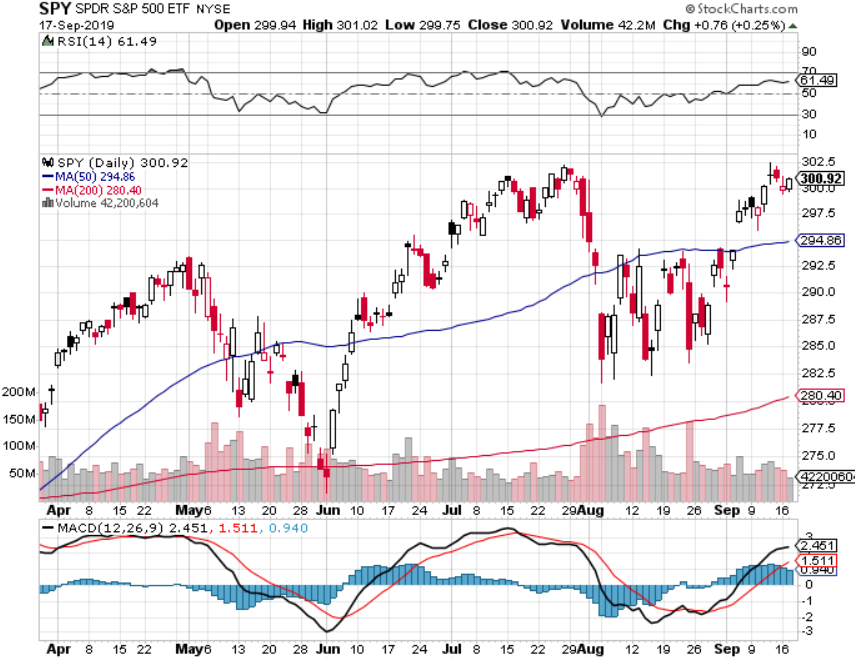 SPY SPDR S&P 500 ETF NYSE © StockCharts.com
17-Sep-2019 Open 299.94 High 301.02 Low 299.75 Close 300.92 Volume 42.2M Chg +0.76 (+0.25%)
RSI(14) 61.49
90
70
61.49
50
30
10
SPY (Daily) 300.92
MA(50) 294.86
MA(200) 280.40
Volume 42,200,604
302.5
300.92
300.0
297.5
294.86
292.5
290.0
287.5
285.0
282.5
280.40
277.5
275.0
42200604
272.5
200M
150M
100M
50M
Apr 8 15 22 May 6 13 20 28 Jun 10 17 24 Jul 8 15 22 29 Aug 12 19 26 Sep 9 16
MACD(12,26,9) 2.451, 1.511, 0.940
3
2.451
1.511
0.940
0
-1
-2
-3
Apr 8 15 22 May 6 13 20 28 Jun 10 17 24 Jul 8 15 22 29 Aug 12 19 26 Sep 9 16